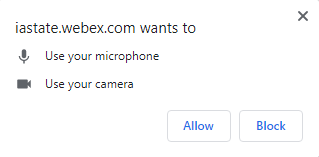 iastate.webex.com wants to
Use your microphone
Use your camera
Allow Block